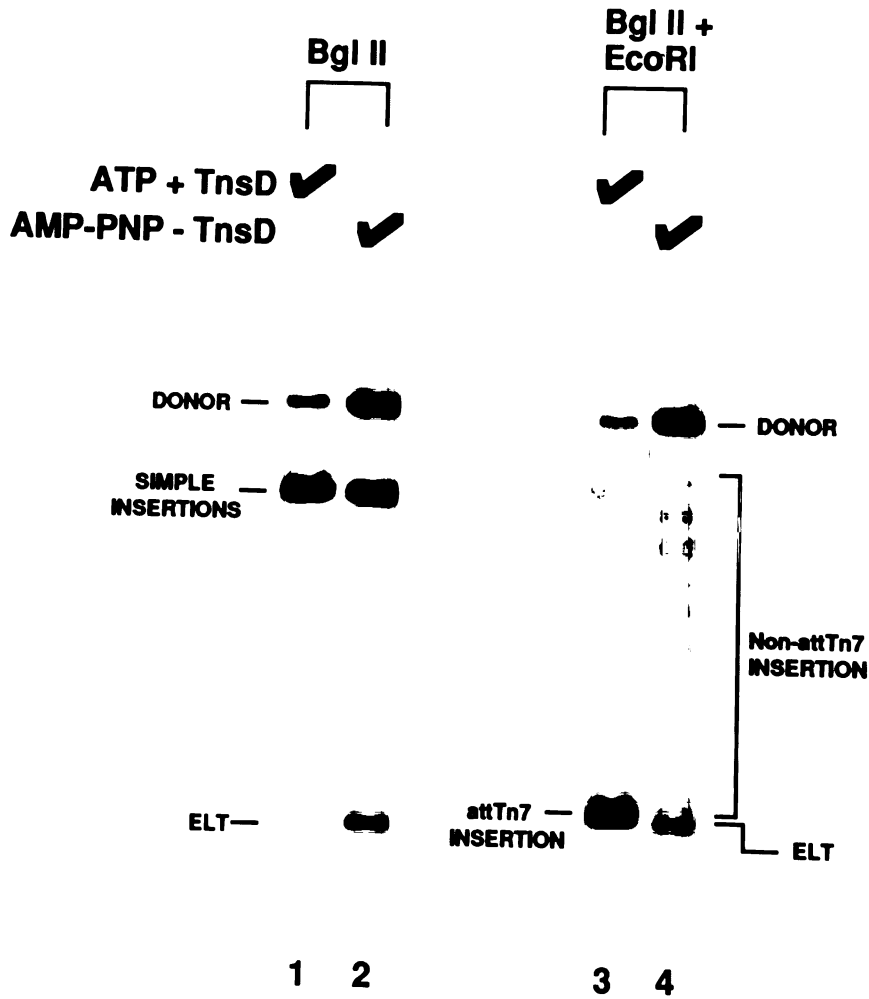 Bgl II
Bgl II +
EcoRI
ATP + TnsD ✔ ✔
AMP-PNP - TnsD ✔ ✔
DONOR
DONOR
SIMPLE
INSERTIONS
Non-attTn7
INSERTION
ELT
attTn7
INSERTION
ELT
1 2 3 4